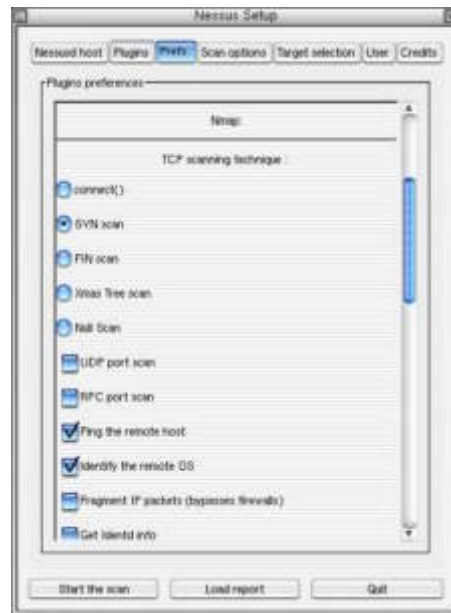 Nessus Setup
Nessusd host Plugins Prefs. Scan options Target selection User Credits
Plugins preferences
Nmap:
TCP scanning technique :
connect()
SYN scan
FIN scan
Xmas Tree scan
Null Scan
UDP port scan
RPC port scan
Ping the remote host
Identify the remote OS
Fragment IP packets (bypasses firewalls)
Get Identd info
Start the scan Load report Quit